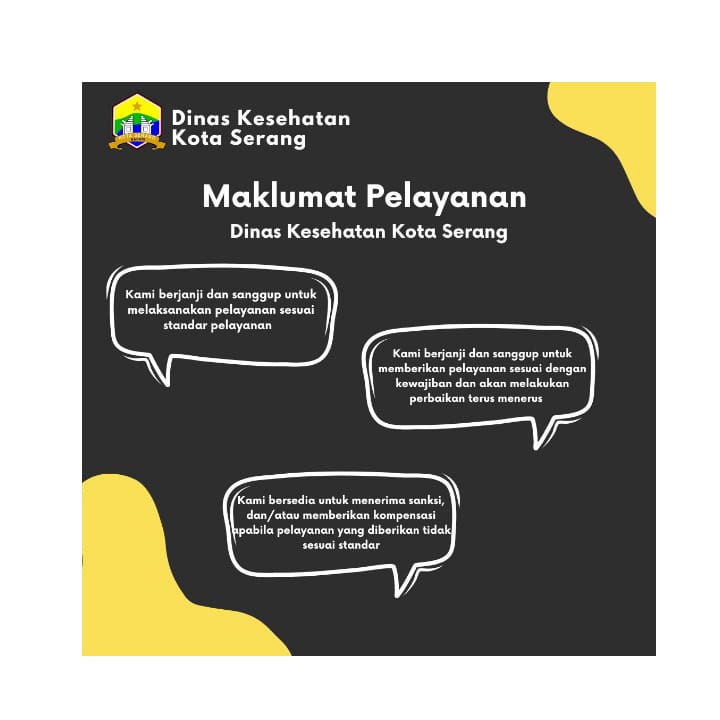 Dinas Kesehatan
Kota Serang
Maklumat Pelayanan
Dinas Kesehatan Kota Serang
Kami berjanji dan sanggup untuk
melaksanakan pelayanan sesuai
standar pelayanan
Kami berjanji dan sanggup untuk
memberikan pelayanan sesuai dengan
kewajiban dan akan melakukan
perbaikan terus menerus
Kami bersedia untuk menerima sanksi,
dan/atau memberikan kompensasi
apabila pelayanan yang diberikan tidak
sesuai standar